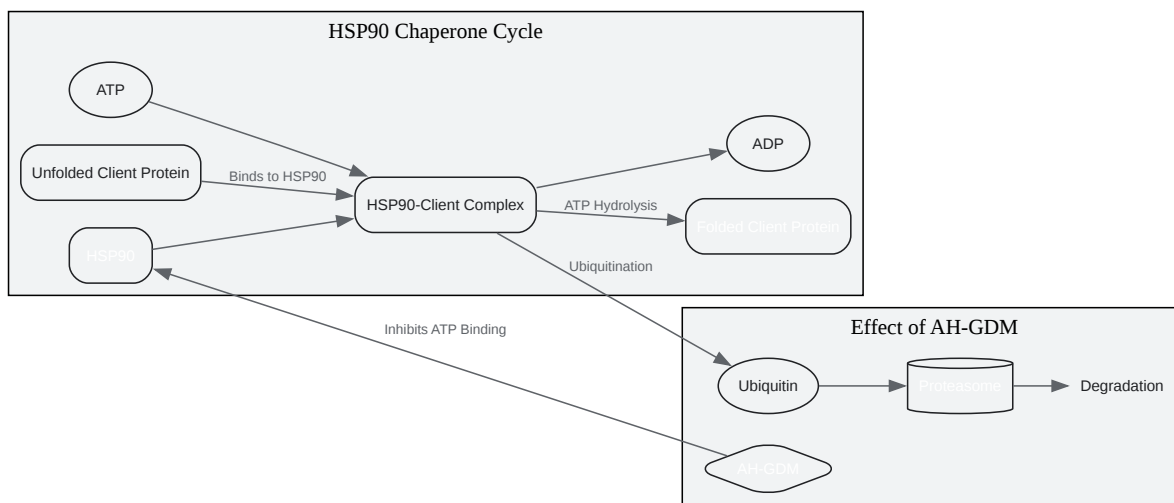 HSP90 Chaperone Cycle
ATP
ADP
Unfolded Client Protein
Binds to HSP90
HSP90-Client Complex
ATP Hydrolysis
Folded Client Protein
HSP90
Ubiquitination
Inhibits ATP Binding
Effect of AH-GDM
Ubiquitin
Proteasome
Degradation
AH-GDM